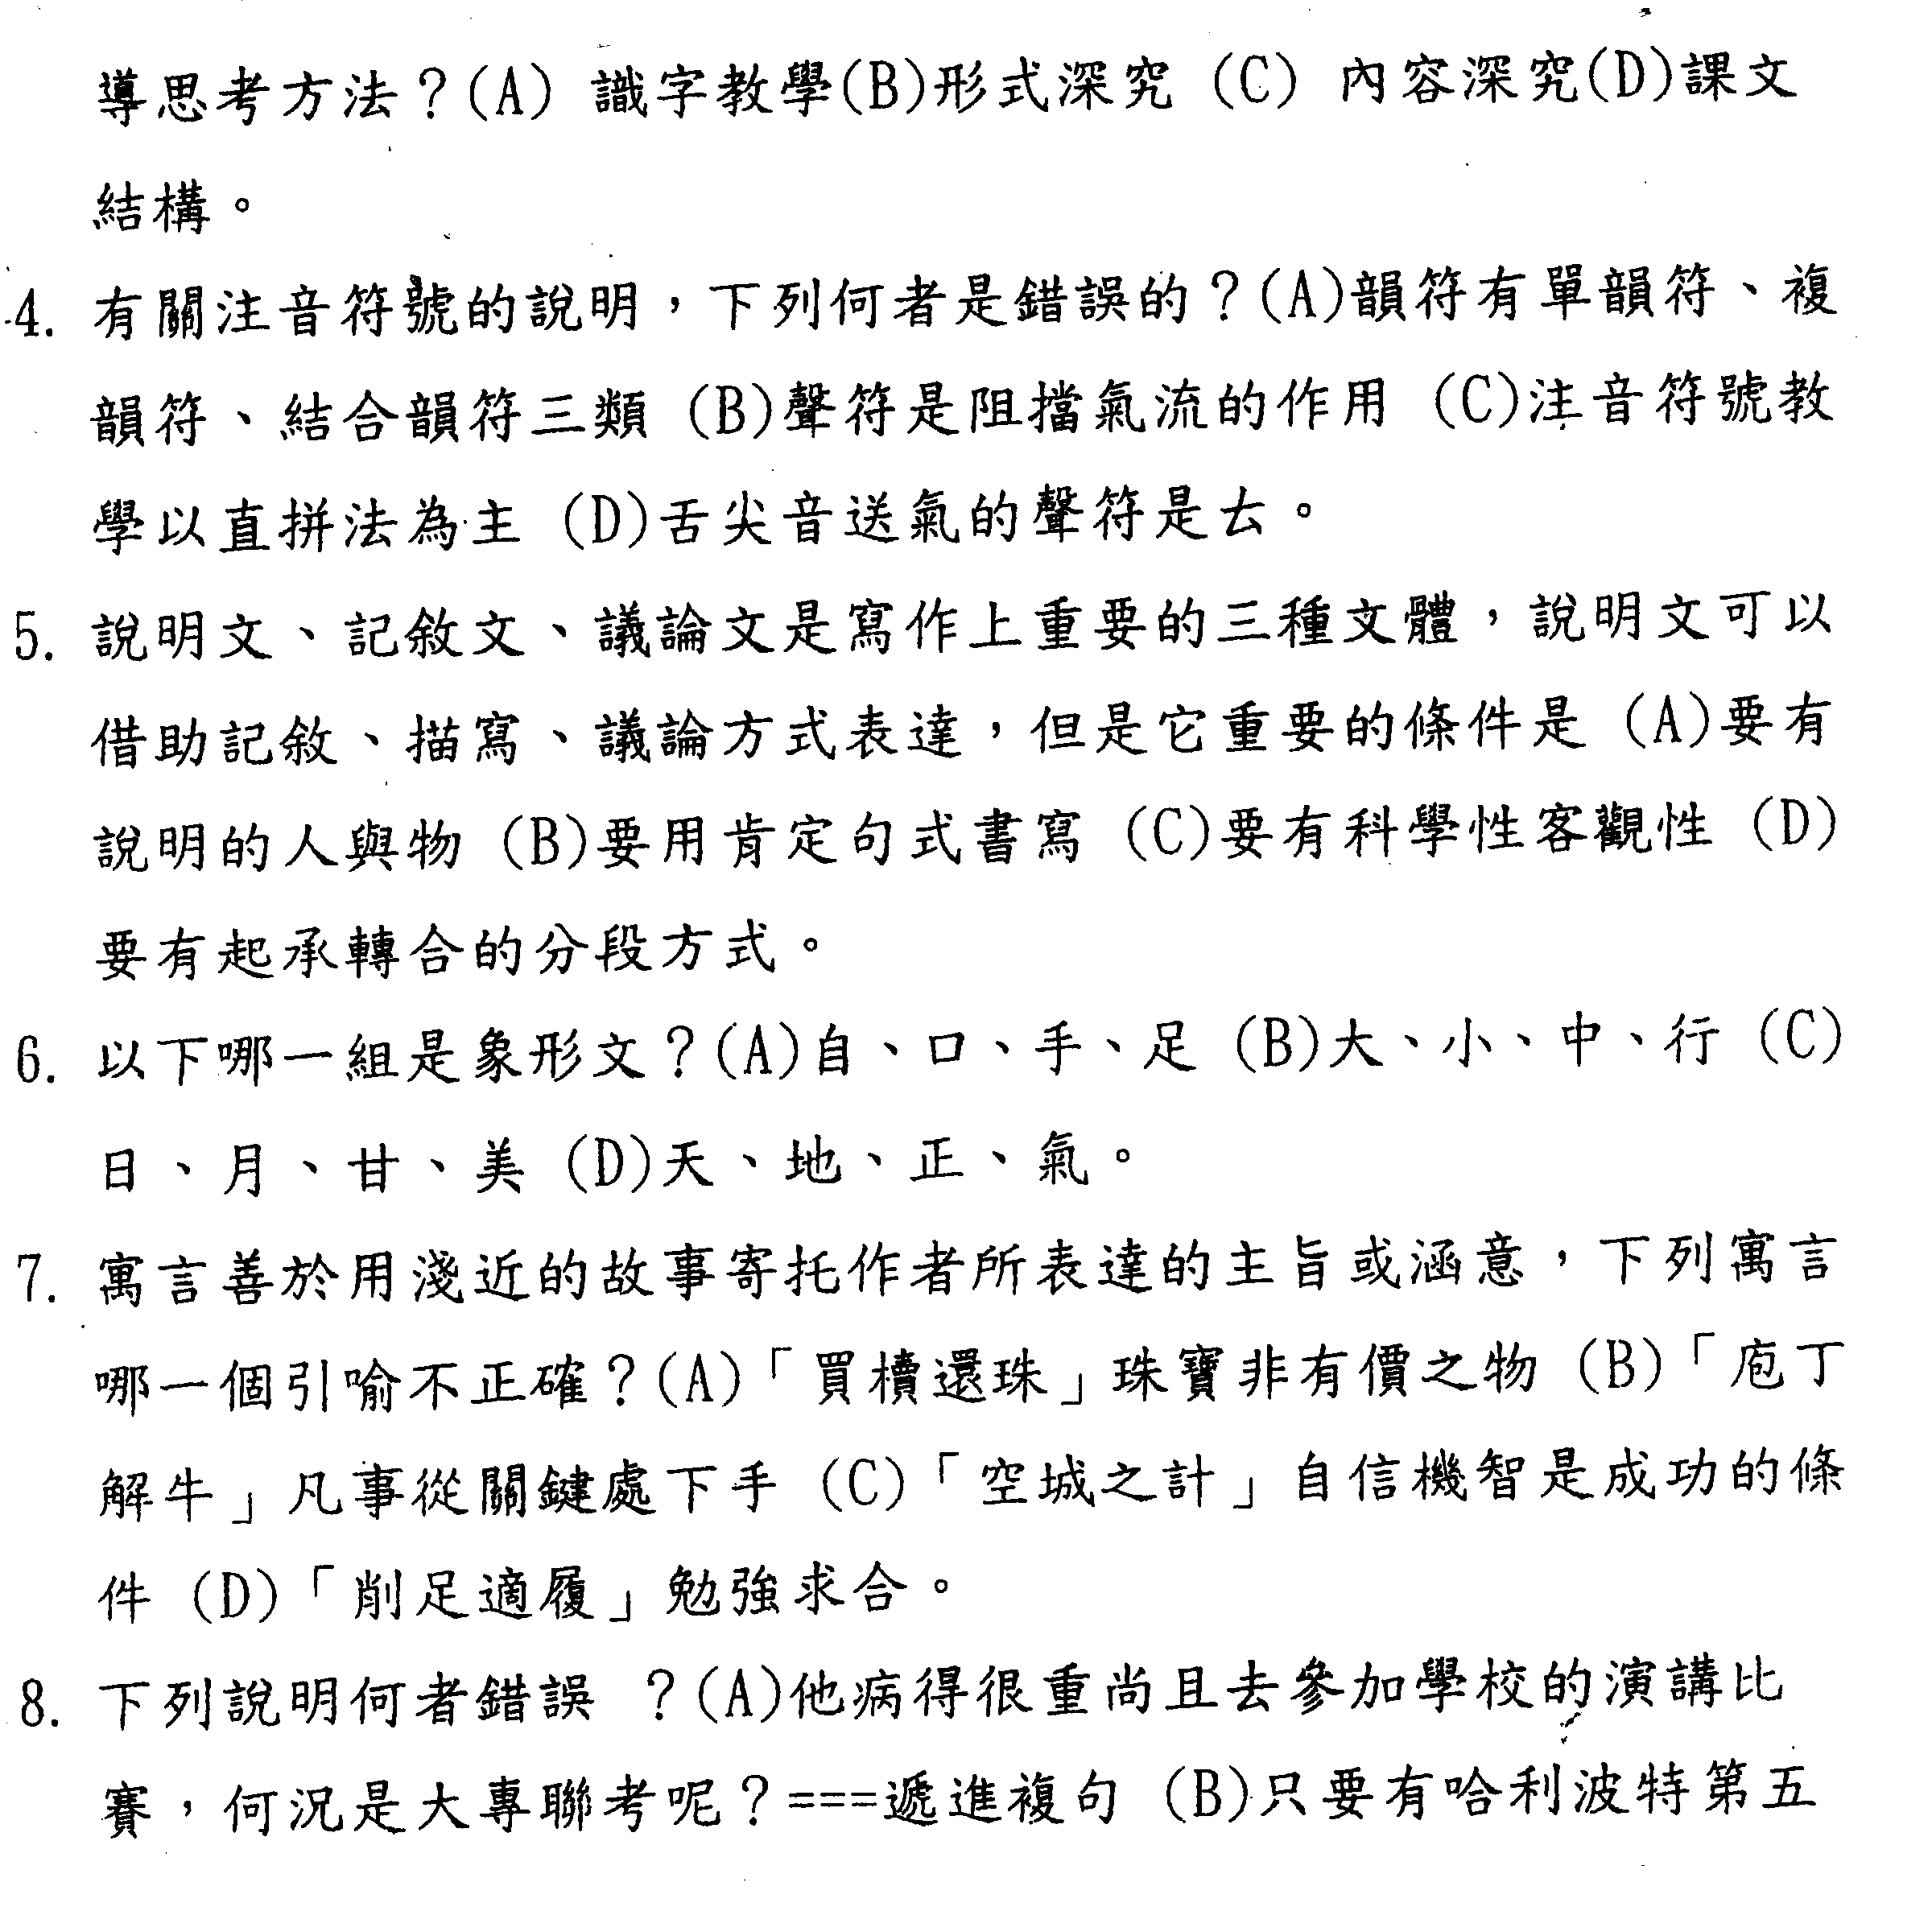 導思考方法？(A) 識字教學(B)形式深究 (C) 內容深究(D)課文
結構。
4. 有關注音符號的說明，下列何者是錯誤的？(A)韻符有單韻符、複
韻符、結合韻符三類 (B)聲符是阻擋氣流的作用 (C)注音符號教
學以直拼法為主 (D)舌尖音送氣的聲符是ㄊ。
5. 說明文、記敘文、議論文是寫作上重要的三種文體，說明文可以
借助記敘、描寫、議論方式表達，但是它重要的條件是 (A)要有
說明的人與物 (B)要用肯定句式書寫 (C)要有科學性客觀性 (D)
要有起承轉合的分段方式。
6. 以下哪一組是象形文？(A)自、口、手、足 (B)大、小、中、行 (C)
日、月、甘、美 (D)天、地、正、氣。
7. 寓言善於用淺近的故事寄托作者所表達的主旨或涵意，下列寓言
哪一個引喻不正確？(A)「買櫝還珠」珠寶非有價之物 (B)「庖丁
解牛」凡事從關鍵處下手 (C)「空城之計」自信機智是成功的條
件 (D)「削足適履」勉強求合。
8. 下列說明何者錯誤 ？(A)他病得很重尚且去參加學校的演講比
賽，何況是大專聯考呢？===遞進複句 (B)只要有哈利波特第五